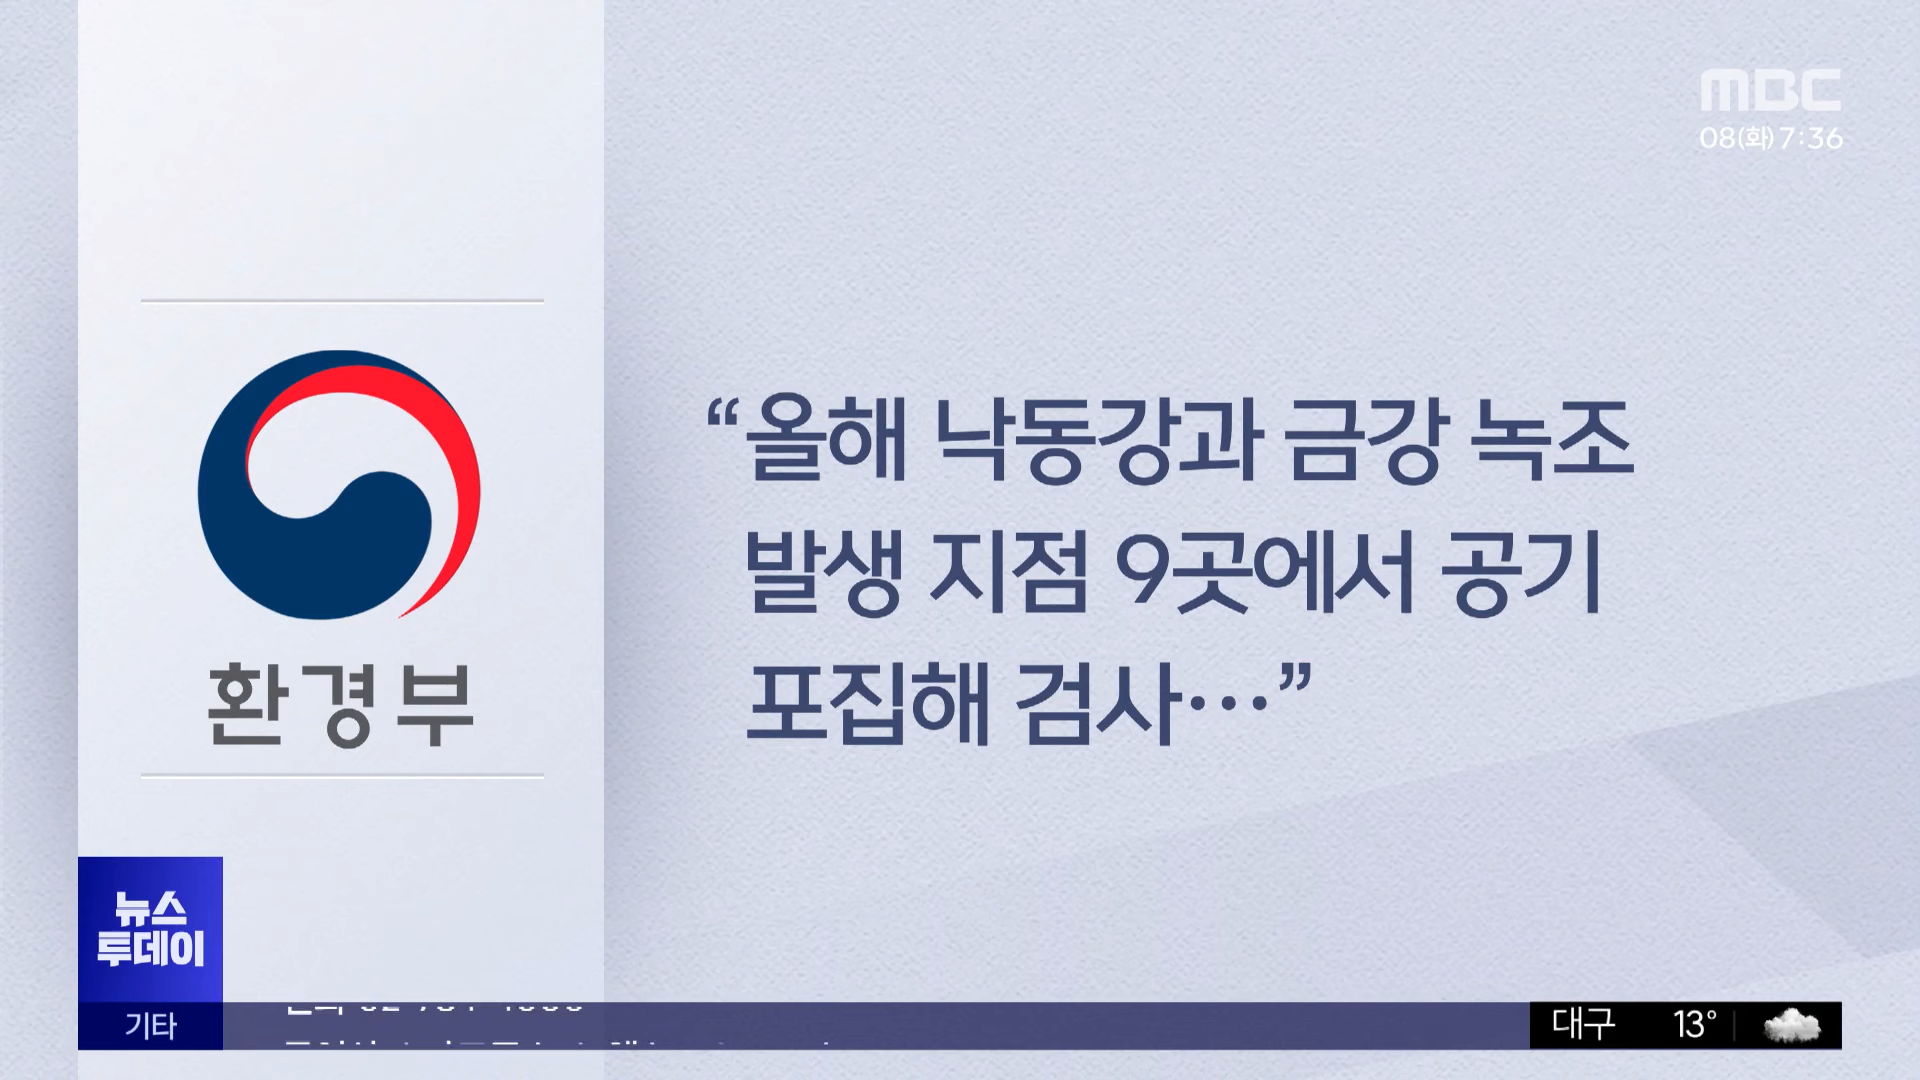 MBC
08(화)7:36
“올해 낙동강과 금강 녹조
발생 지점 9곳에서 공기
포집해 검사…”
환경부
뉴스
투데이
기타
대구 13°